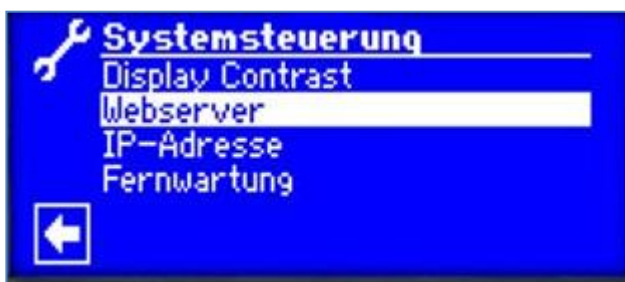 Systemsteuerung
Display Contrast
Webserver
IP-Adresse
Fernwartung